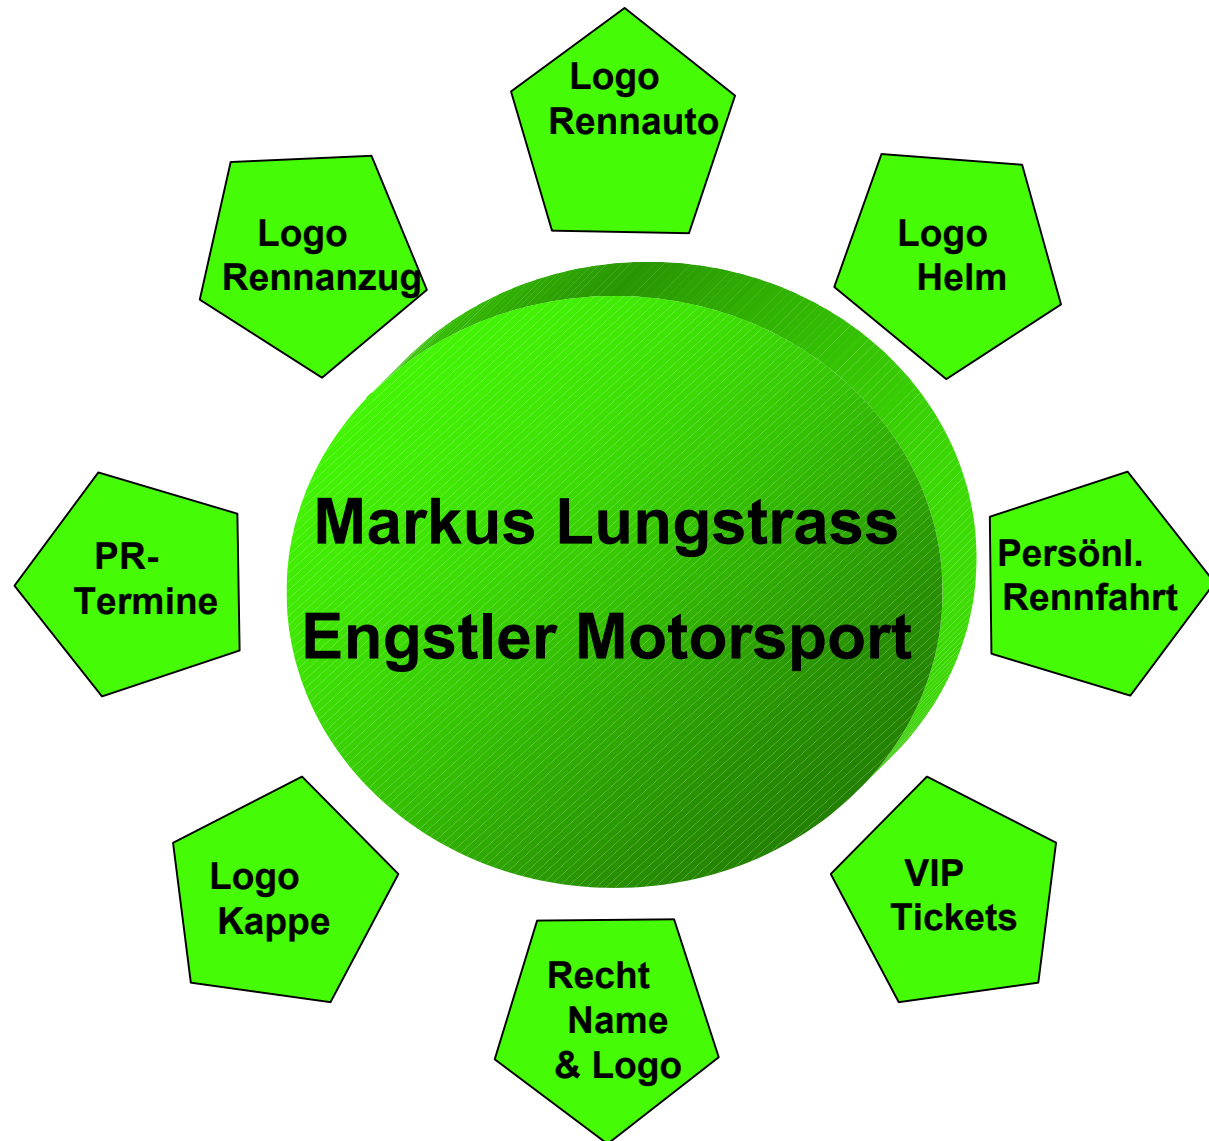 Logo
Rennauto
Logo
Rennanzug
Logo
Helm
Markus Lungstrass
Engstler Motorsport
PR-
Termine
Persönl.
Rennfahrt
Logo
Kappe
VIP
Tickets
Recht
Name
& Logo